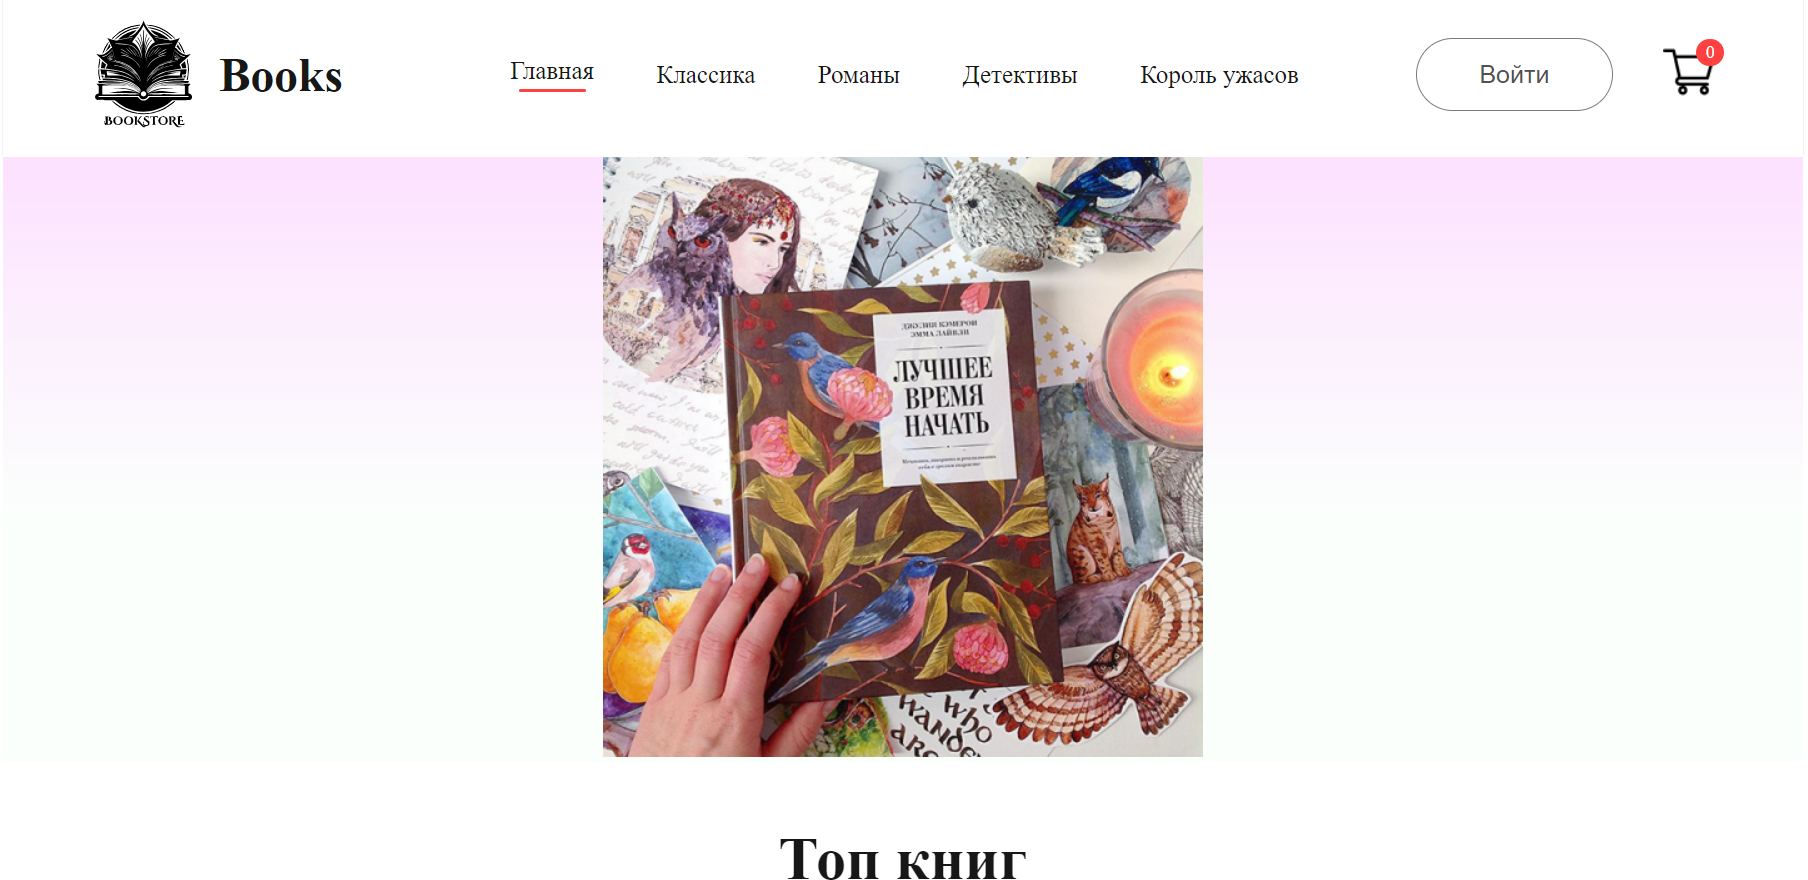 BOOKSTORE
Books
Главная
Классика
Романы
Детективы
Король ужасов
Войти
0
ДЖУЛИЯ КЭМЕРОН
ЭММА ЛАЙВЛИ
ЛУЧШЕЕ
ВРЕМЯ
НАЧАТЬ
WHO
WANDE
ARE
Топ книг